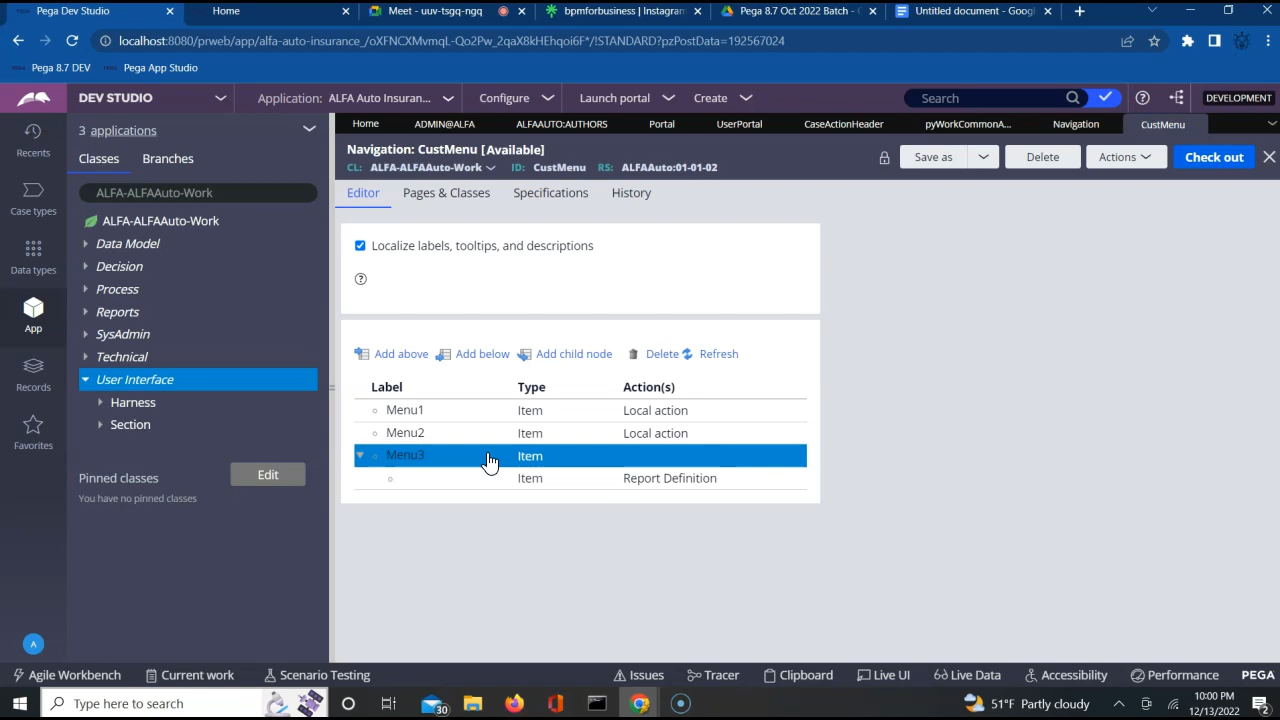 Pega Dev Studio
Home
Meet - uuv-tsgq-ngq
bpmforbusiness | Instagram
Pega 8.7 Oct 2022 Batch -
Untitled document - Googl
localhost:8080/prweb/app/alfa-auto-insurance_/oXFNCXMvmqL-Qo2Pw_2qaX8kHEhqoi6F*/!STANDARD?pzPostData=192567024
Pega 8.7 DEV
Pega App Studio
DEV STUDIO
Application: ALFA Auto Insuran...
Configure
Launch portal
Create
Search
DEVELOPMENT
Recents
Case types
Data types
App
Records
Favorites
A
3 applications
Classes
Branches
ALFA-ALFAAuto-Work
ALFA-ALFAAuto-Work
Data Model
Decision
Process
Reports
SysAdmin
Technical
User Interface
Harness
Section
Pinned classes
Edit
You have no pinned classes
Home
ADMIN@ALFA
ALFAAUTO:AUTHORS
Portal
UserPortal
CaseActionHeader
pyWorkCommonA...
Navigation
CustMenu
Navigation: CustMenu [Available]
CL: ALFA-ALFAAuto-Work ID: CustMenu RS: ALFAAuto:01-01-02
Save as
Delete
Actions
Check out
Editor
Pages & Classes
Specifications
History
Localize labels, tooltips, and descriptions
Add above
Add below
Add child node
Delete
Refresh
Label Type Action(s)
Menu1 Item Local action
Menu2 Item Local action
Menu3 Item
Item Report Definition
Agile Workbench
Current work
Scenario Testing
Issues
Tracer
Clipboard
Live UI
Live Data
Accessibility
Performance
PEGA
Type here to search
30
51°F Partly cloudy
10:00 PM
12/13/2022
2